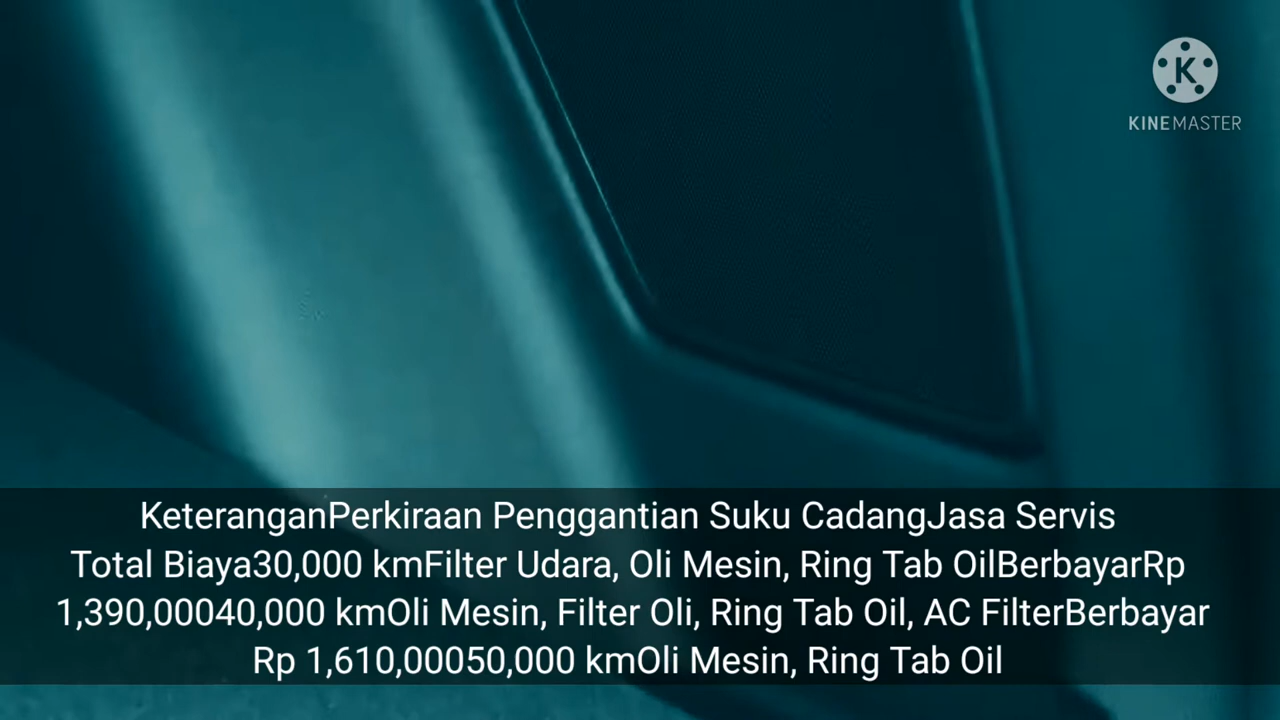 K
KINEMASTER
KeteranganPerkiraan Penggantian Suku CadangJasa Servis
Total Biaya30,000 kmFilter Udara, Oli Mesin, Ring Tab OilBerbayarRp
1,390,00040,000 kmOli Mesin, Filter Oli, Ring Tab Oil, AC FilterBerbayar
Rp 1,610,00050,000 kmOli Mesin, Ring Tab Oil